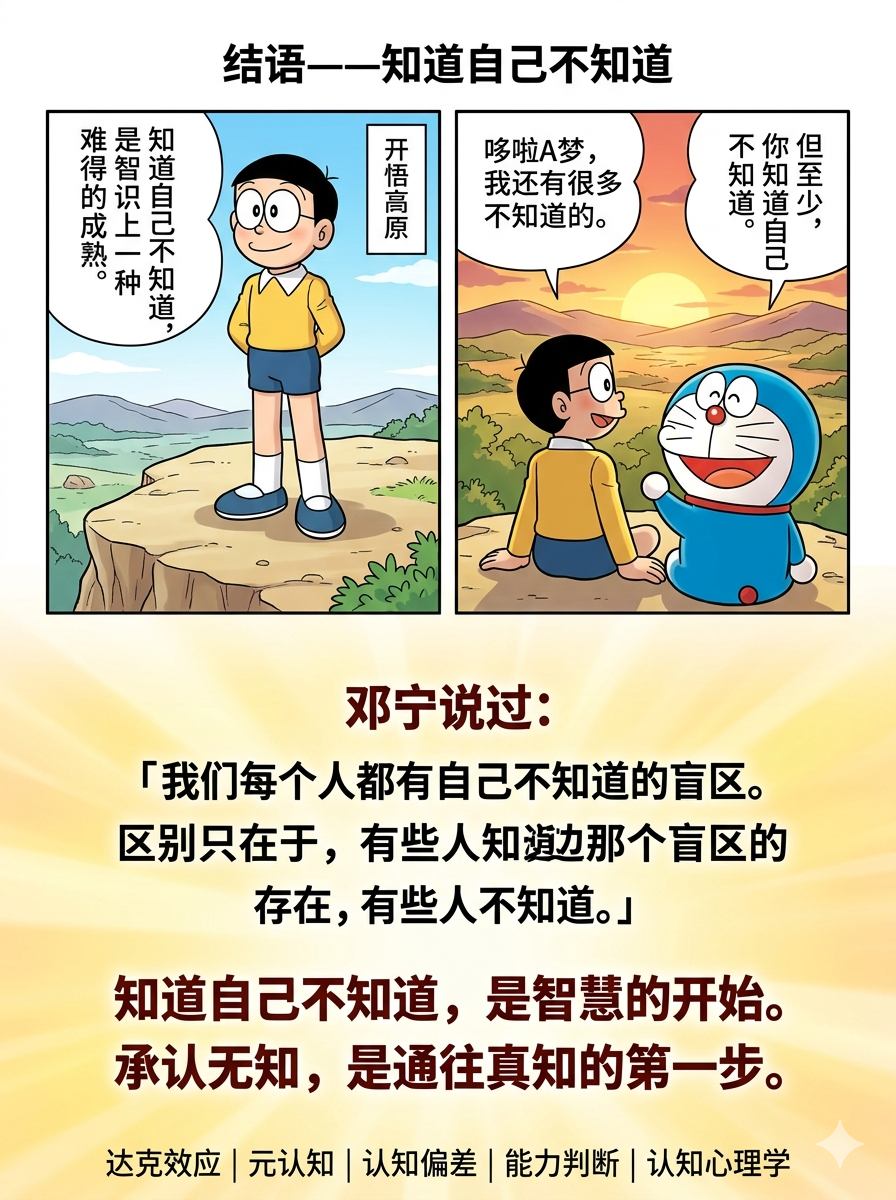 结语——知道自己不知道
知道自己不知道，
是智识上一种
难得的成熟。
开悟高原
哆啦A梦，
我还有很多
不知道的。
但至少，
你知道自己
不知道。
邓宁说过：
「我们每个人都有自己不知道的盲区。
区别只在于，有些人知那个盲区的
存在，有些人不知道。」
知道自己不知道，是智慧的开始。
承认无知，是通往真知的第一步。
达克效应 | 元认知 | 认知偏差 | 能力判断 | 认知心理学